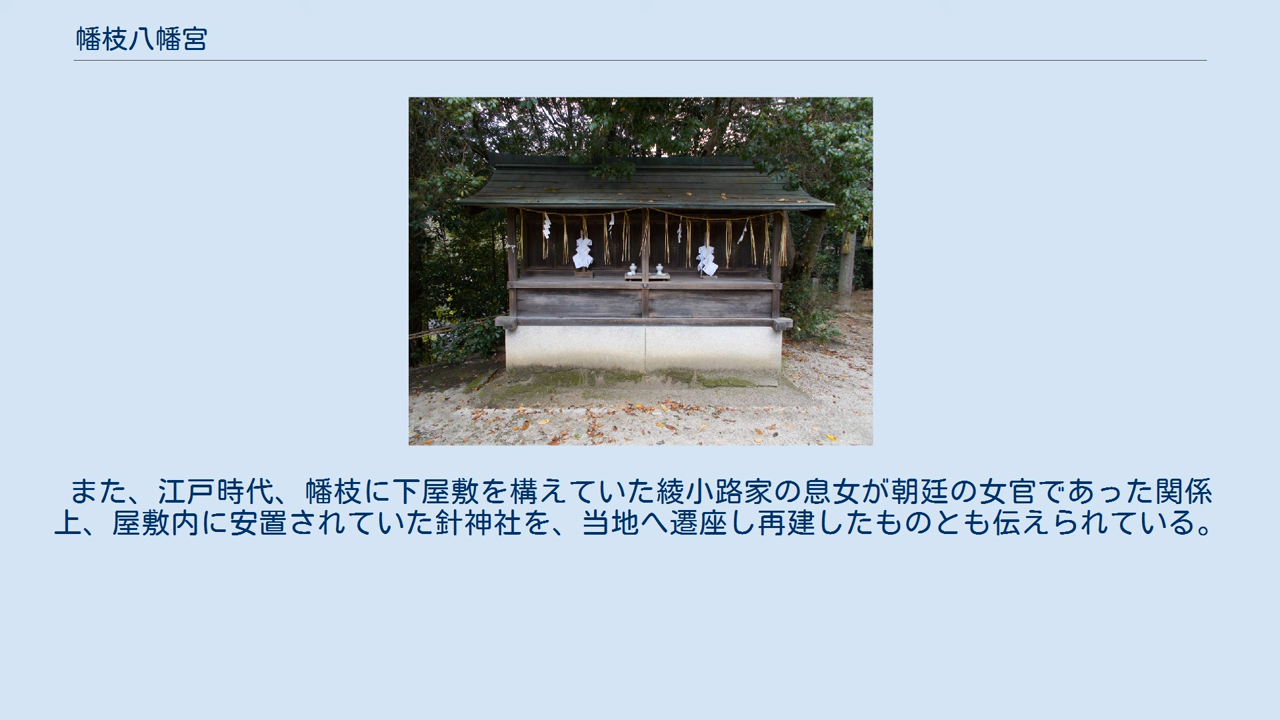 幡枝八幡宮
また、江戸時代、幡枝に下屋敷を構えていた綾小路家の息女が朝廷の女官であった関係
上、屋敷内に安置されていた針神社を、当地へ遷座し再建したものとも伝えられている。